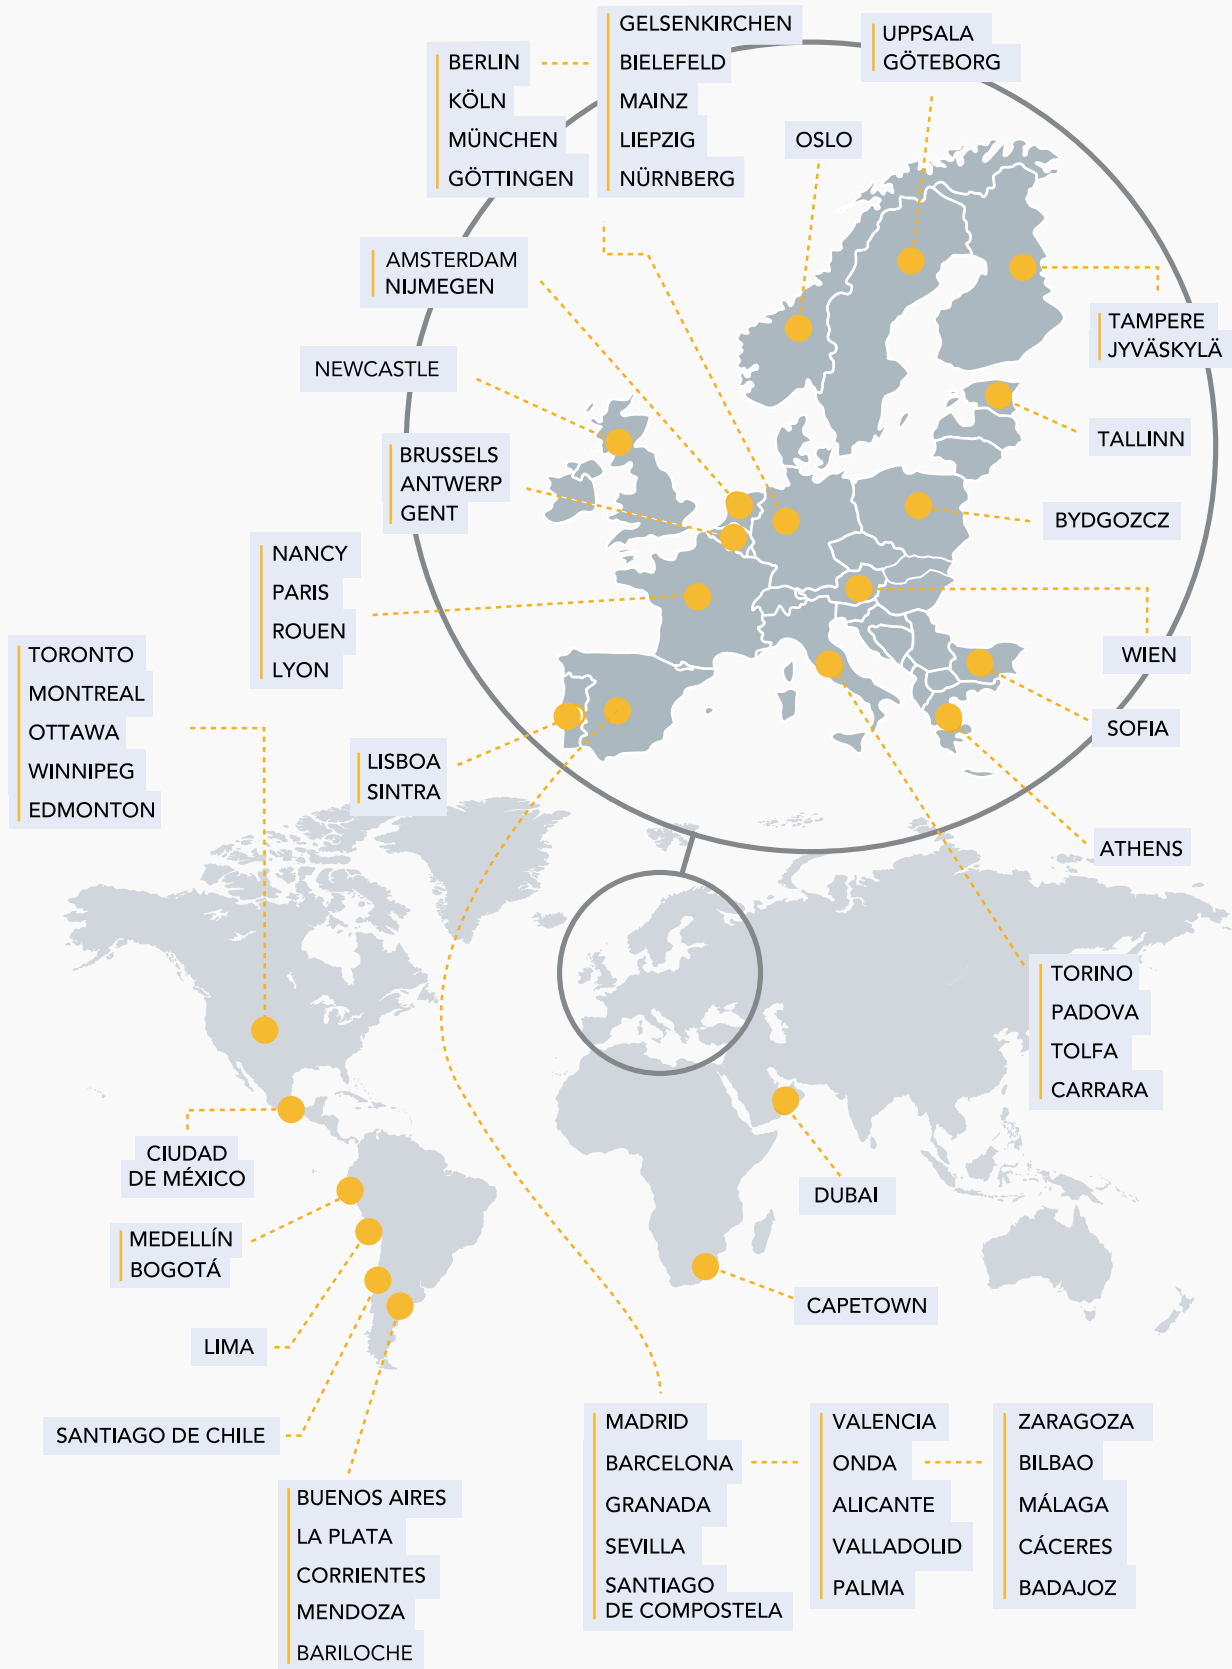 GELSENKIRCHEN
BIELEFELD
MAINZ
LIEPZIG
NÜRNBERG
BERLIN
KÖLN
MÜNCHEN
GÖTTINGEN
UPPSALA
GÖTEBORG
OSLO
AMSTERDAM
NIJMEGEN
TAMPERE
JYVÄSKYLÄ
NEWCASTLE
TALLINN
BRUSSELS
ANTWERP
GENT
BYDGOZCZ
NANCY
PARIS
ROUEN
LYON
WIEN
TORONTO
MONTREAL
OTTAWA
WINNIPEG
EDMONTON
SOFIA
LISBOA
SINTRA
ATHENS
TORINO
PADOVA
TOLFA
CARRARA
CIUDAD
DE MÉXICO
DUBAI
MEDELLÍN
BOGOTÁ
CAPETOWN
LIMA
SANTIAGO DE CHILE
BUENOS AIRES
LA PLATA
CORRIENTES
MENDOZA
BARILOCHE
MADRID
BARCELONA
GRANADA
SEVILLA
SANTIAGO
DE COMPOSTELA
VALENCIA
ONDA
ALICANTE
VALLADOLID
PALMA
ZARAGOZA
BILBAO
MÁLAGA
CÁCERES
BADAJOZ